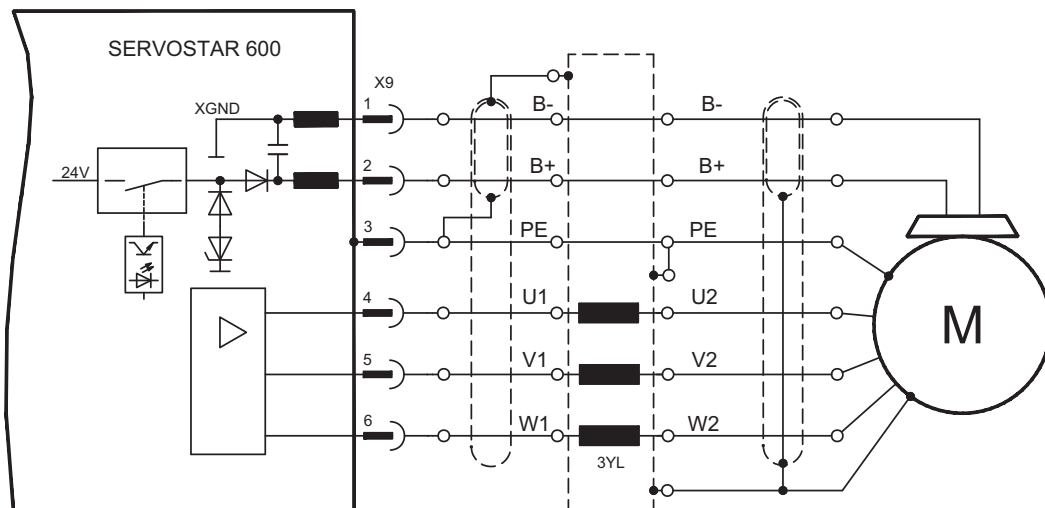 SERVOSTAR 600
X9
XGND
1
B-
B-
24V
2
B+
B+
3
PE
PE
4
U1
U2
M
5
V1
V2
6
W1
W2
3YL